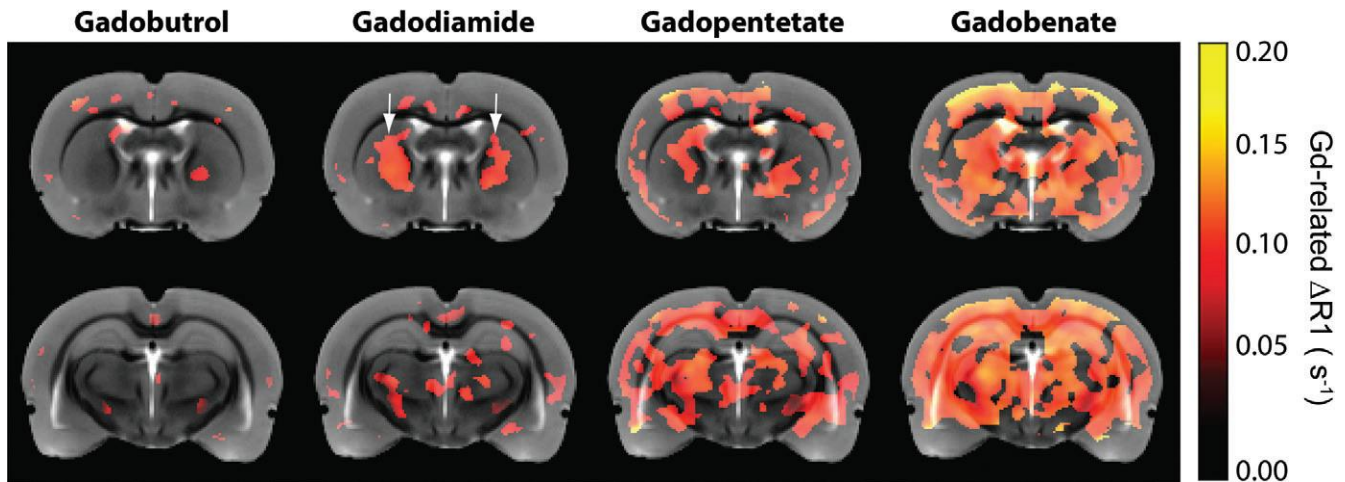 Gadobutrol Gadodiamide Gadopentetate Gadobenate
0.20
0.15
0.10
0.05
0.00
Gd-related ΔR1 ( s-1)